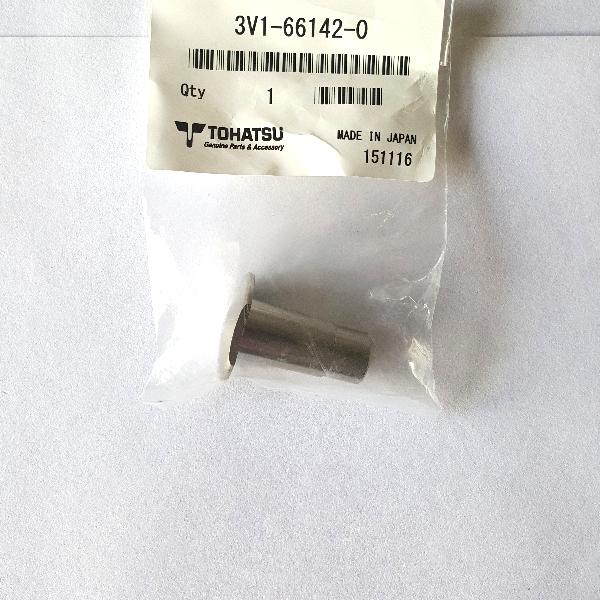 3V1-66142-0
Qty 1
TOHATSU
Genuine Parts & Accessory
MADE IN JAPAN
151116